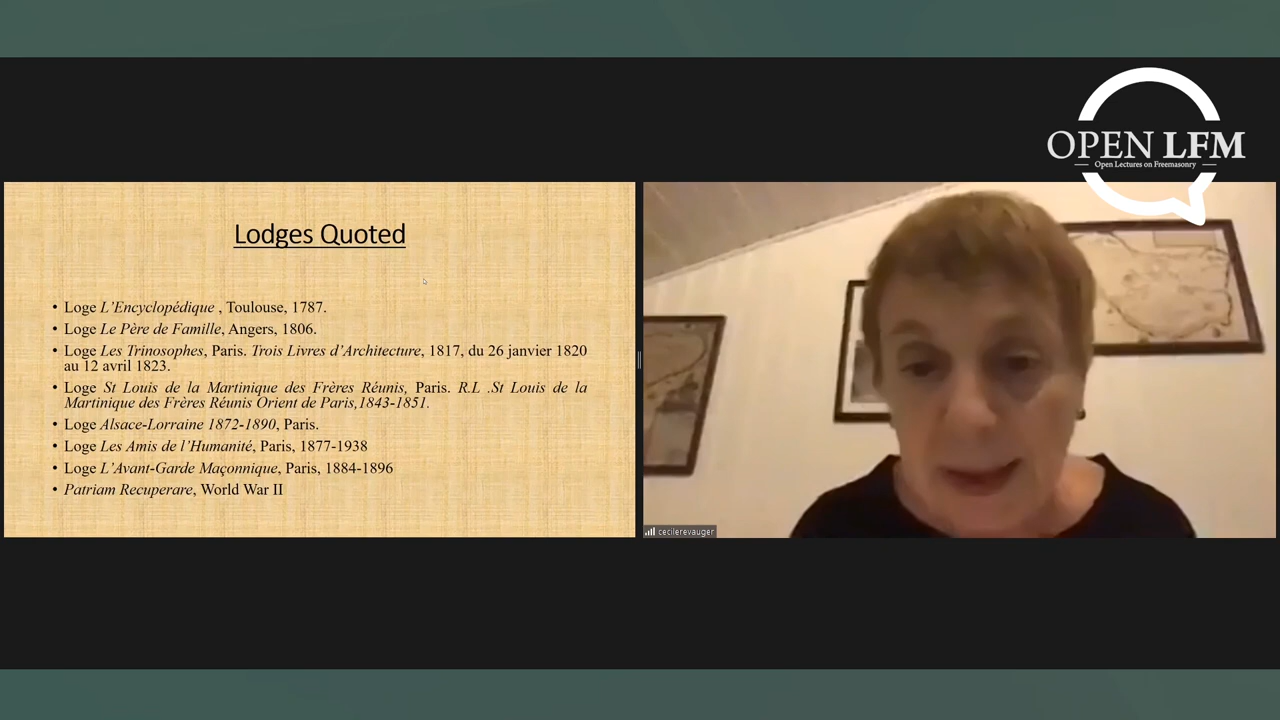 OPEN LFM
Open Lectures on Freemasonry
Lodges Quoted
• Loge L'Encyclopédique , Toulouse, 1787.
• Loge Le Père de Famille, Angers, 1806.
• Loge Les Trinosophes, Paris. Trois Livres d'Architecture, 1817, du 26 janvier 1820
au 12 avril 1823.
• Loge St Louis de la Martinique des Frères Réunis, Paris. R.L .St Louis de la
Martinique des Frères Réunis Orient de Paris,1843-1851.
• Loge Alsace-Lorraine 1872-1890, Paris.
• Loge Les Amis de l'Humanité, Paris, 1877-1938
• Loge L'Avant-Garde Maçonnique, Paris, 1884-1896
• Patriam Recuperare, World War II
cecilerevauger